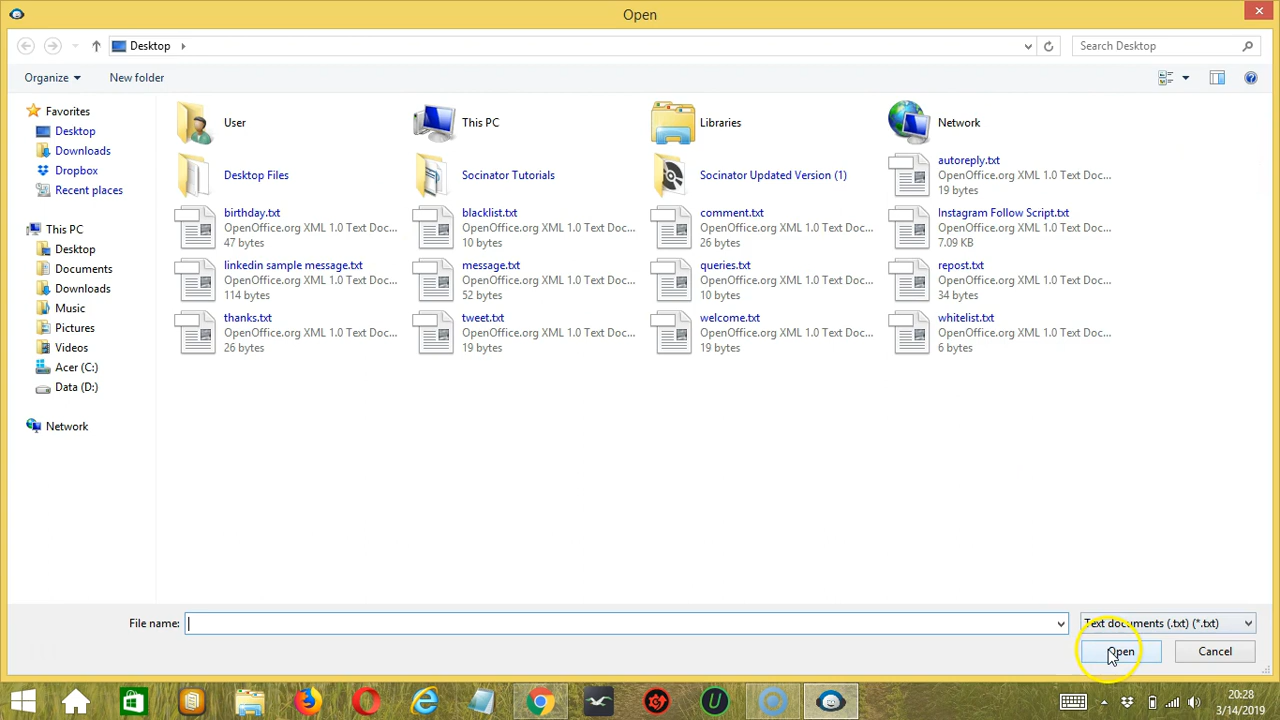 Open
Desktop
Search Desktop
Organize
New folder
Favorites
Desktop
Downloads
Dropbox
Recent places
This PC
Desktop
Documents
Downloads
Music
Pictures
Videos
Acer (C:)
Data (D:)
Network
User
This PC
Libraries
Network
Desktop Files
Socinator Tutorials
Socinator Updated Version (1)
autoreply.txt
OpenOffice.org XML 1.0 Text Doc...
19 bytes
birthday.txt
OpenOffice.org XML 1.0 Text Doc...
47 bytes
blacklist.txt
OpenOffice.org XML 1.0 Text Doc...
10 bytes
comment.txt
OpenOffice.org XML 1.0 Text Doc...
26 bytes
Instagram Follow Script.txt
OpenOffice.org XML 1.0 Text Doc...
7.09 KB
linkedin sample message.txt
OpenOffice.org XML 1.0 Text Doc...
114 bytes
message.txt
OpenOffice.org XML 1.0 Text Doc...
52 bytes
queries.txt
OpenOffice.org XML 1.0 Text Doc...
10 bytes
repost.txt
OpenOffice.org XML 1.0 Text Doc...
34 bytes
thanks.txt
OpenOffice.org XML 1.0 Text Doc...
26 bytes
tweet.txt
OpenOffice.org XML 1.0 Text Doc...
19 bytes
welcome.txt
OpenOffice.org XML 1.0 Text Doc...
19 bytes
whitelist.txt
OpenOffice.org XML 1.0 Text Doc...
6 bytes
File name:
Text documents (.txt) (*.txt)
Open
Cancel
20:28
3/14/2019